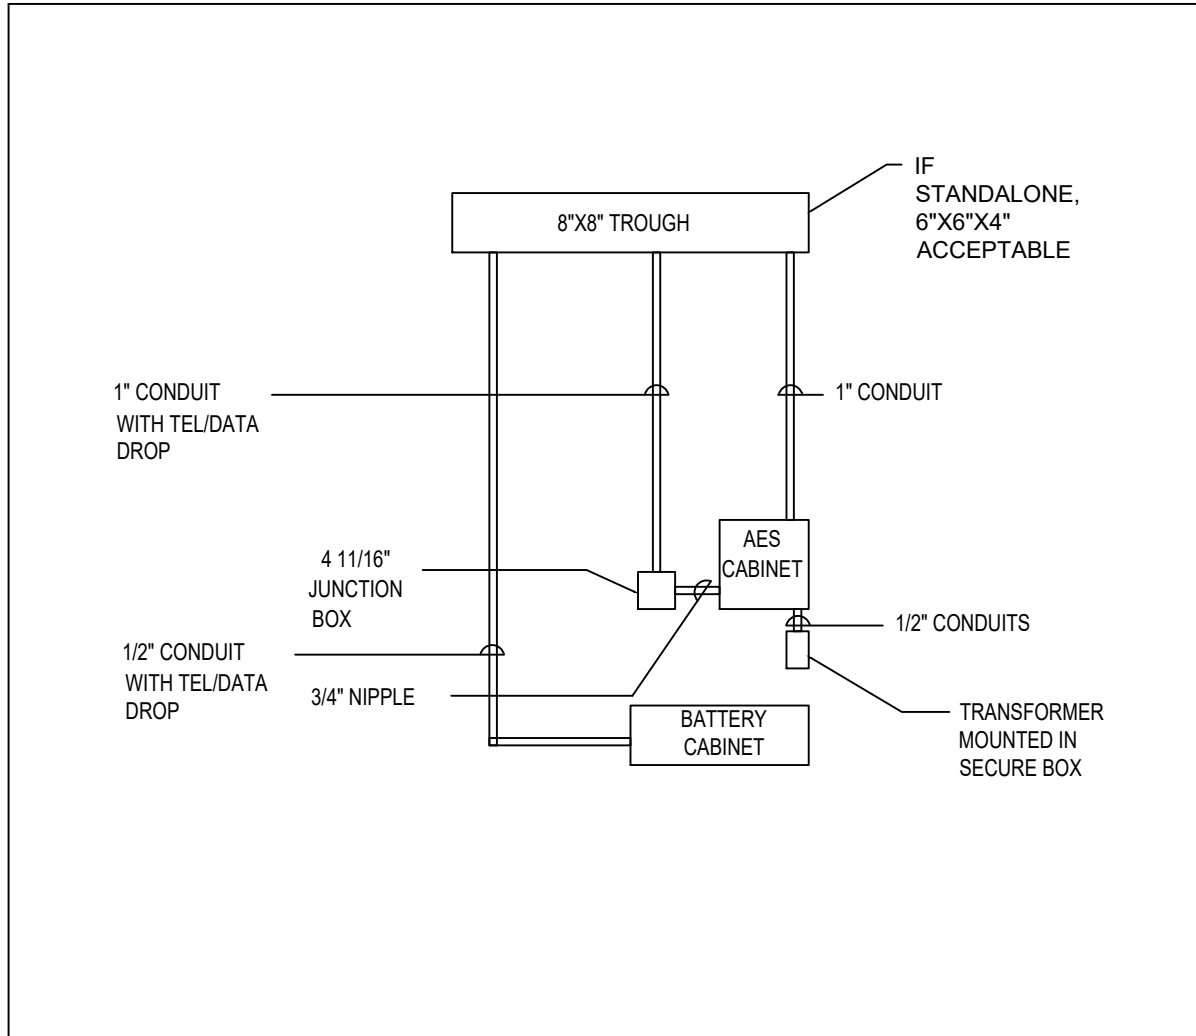 IF
STANDALONE,
6"X6"X4"
ACCEPTABLE
8"X8" TROUGH
1" CONDUIT
WITH TEL/DATA
DROP
1" CONDUIT
4 11/16"
JUNCTION
BOX
AES
CABINET
1/2" CONDUITS
1/2" CONDUIT
WITH TEL/DATA
DROP
3/4" NIPPLE
BATTERY
CABINET
TRANSFORMER
MOUNTED IN
SECURE BOX